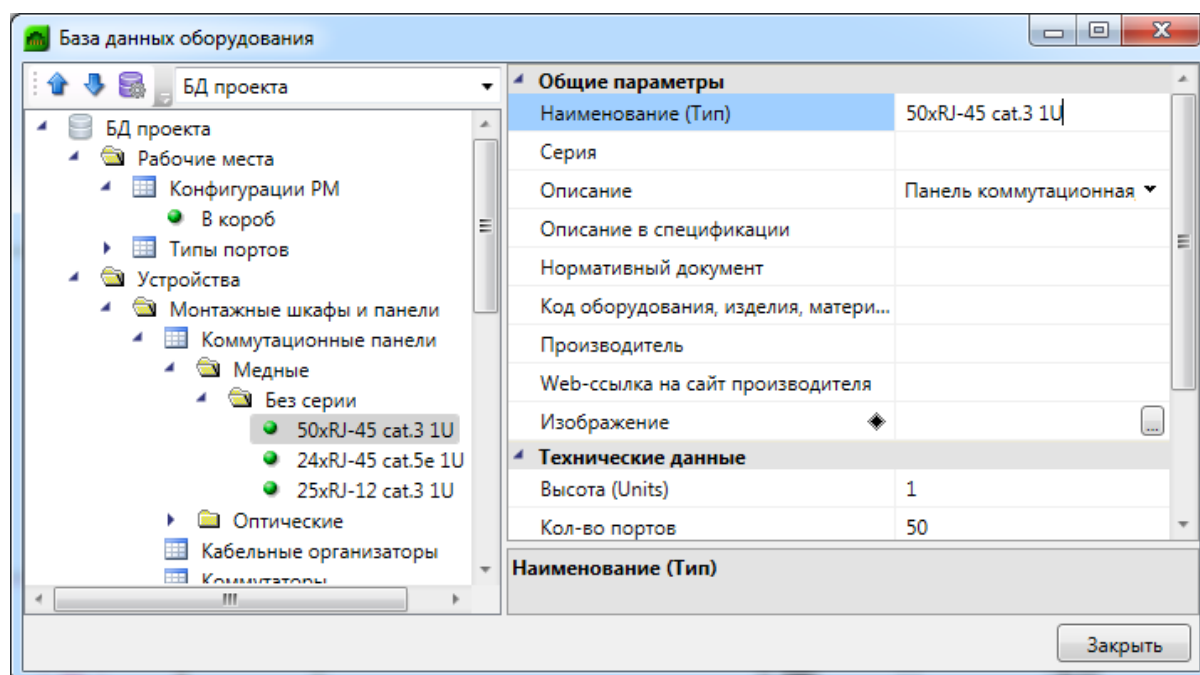 База данных оборудования
БД проекта
БД проекта
Рабочие места
Конфигурации РМ
В короб
Типы портов
Устройства
Монтажные шкафы и панели
Коммутационные панели
Медные
Без серии
50xRJ-45 cat.3 1U
24xRJ-45 cat.5e 1U
25xRJ-12 cat.3 1U
Оптические
Кабельные организаторы
Коммутаторы
Общие параметры
Наименование (Тип) 50xRJ-45 cat.3 1U
Серия
Описание Панель коммутационная
Описание в спецификации
Нормативный документ
Код оборудования, изделия, матери...
Производитель
Web-ссылка на сайт производителя
Изображение ...
Технические данные
Высота (Units) 1
Кол-во портов 50
Наименование (Тип)
Закрыть